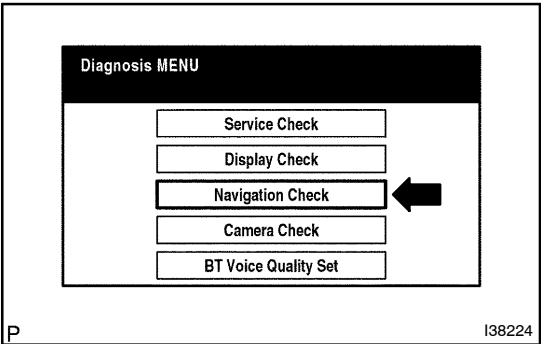 Diagnosis MENU
Service Check
Display Check
Navigation Check
Camera Check
BT Voice Quality Set
P
I38224